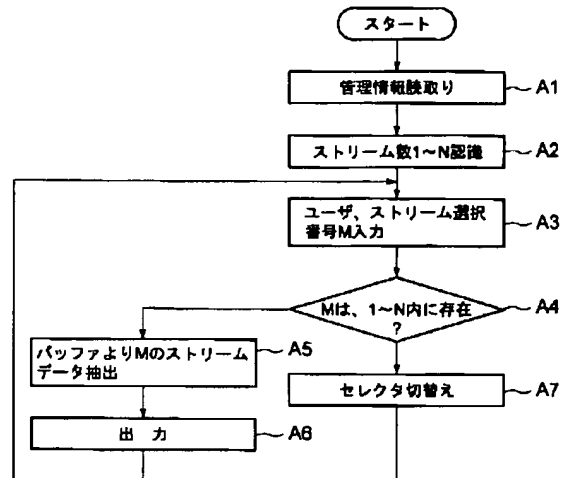 スタート
管理情報読取り
A1
ストリーム数1〜N認識
A2
ユーザ、ストリーム選択
番号M入力
A3
Mは、1〜N内に存在
?
A4
バッファよりMのストリーム
データ抽出
A5
セレクタ切替え
A7
出 力
A6